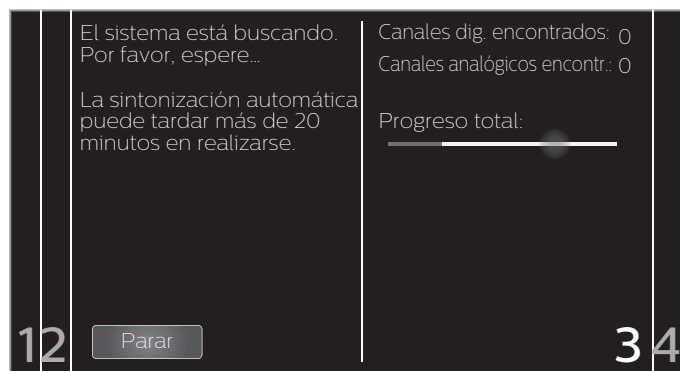 El sistema está buscando.
Por favor, espere...
La sintonización automática
puede tardar más de 20
minutos en realizarse.
Canales dig. encontrados: 0
Canales analógicos encontr.: 0
Progreso total:
Parar
1
2
3
4